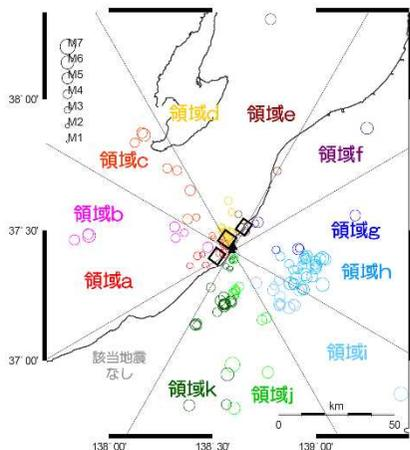 M7
M6
M5
M4
M3
M2
M1
38°00'
37°30'
37°00'
138°00'
138°30'
139°00'
領域a
領域b
領域c
領域d
領域e
領域f
領域g
領域h
領域i
領域j
領域k
該当地震
なし
km
0
50